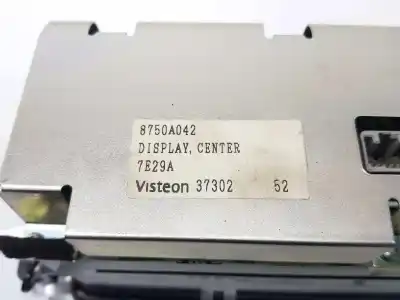 8750A042
DISPLAY, CENTER
7E29A
Visteon 37302 52